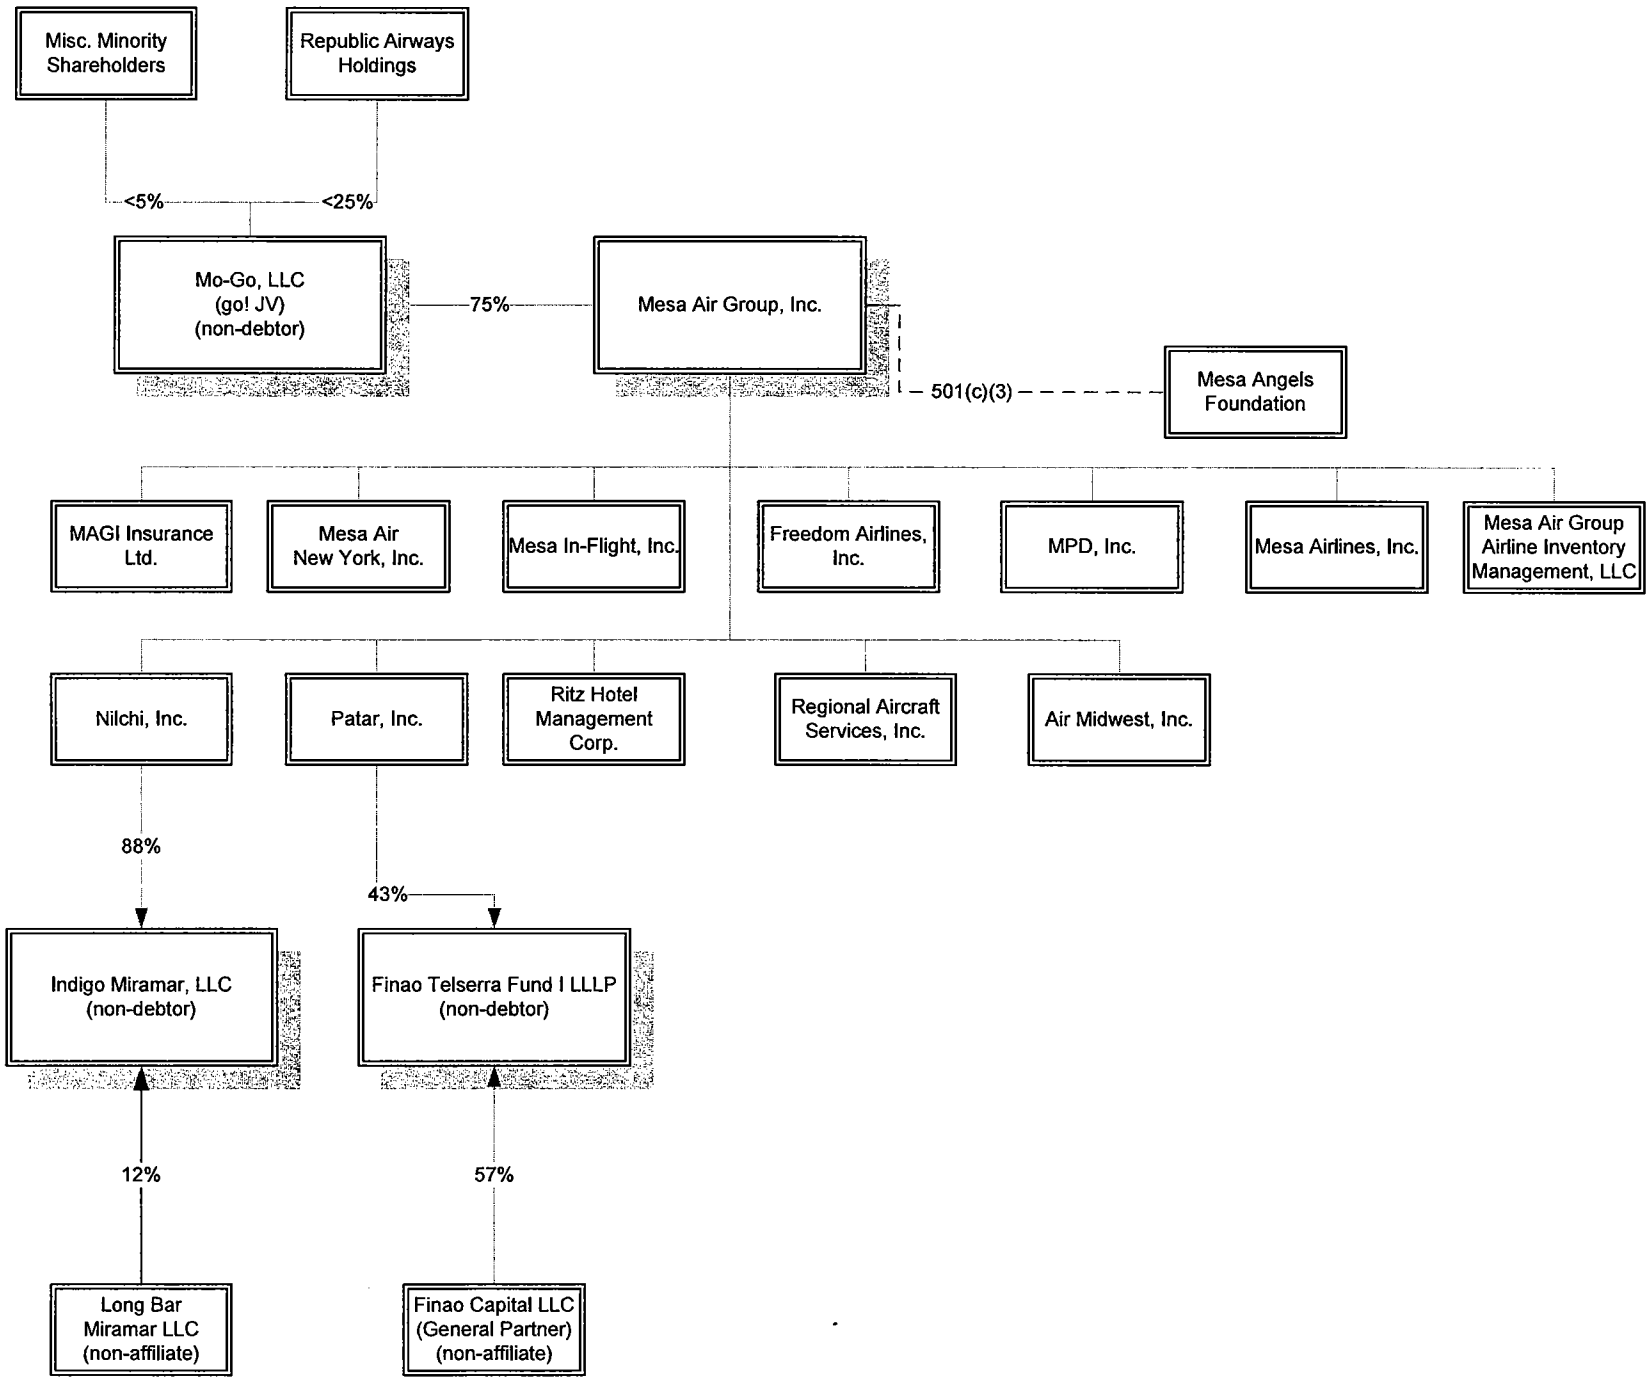 Misc. Minority
Shareholders
Republic Airways
Holdings
<5%
<25%
Mo-Go, LLC
(go! JV)
(non-debtor)
75%
Mesa Air Group, Inc.
501(c)(3)
Mesa Angels
Foundation
MAGI Insurance
Ltd.
Mesa Air
New York, Inc.
Mesa In-Flight, Inc.
Freedom Airlines,
Inc.
MPD, Inc.
Mesa Airlines, Inc.
Mesa Air Group
Airline Inventory
Management, LLC
Nilchi, Inc.
Patar, Inc.
Ritz Hotel
Management
Corp.
Regional Aircraft
Services, Inc.
Air Midwest, Inc.
88%
43%
Indigo Miramar, LLC
(non-debtor)
Finao Telserra Fund I LLLP
(non-debtor)
12%
57%
Long Bar
Miramar LLC
(non-affiliate)
Finao Capital LLC
(General Partner)
(non-affiliate)